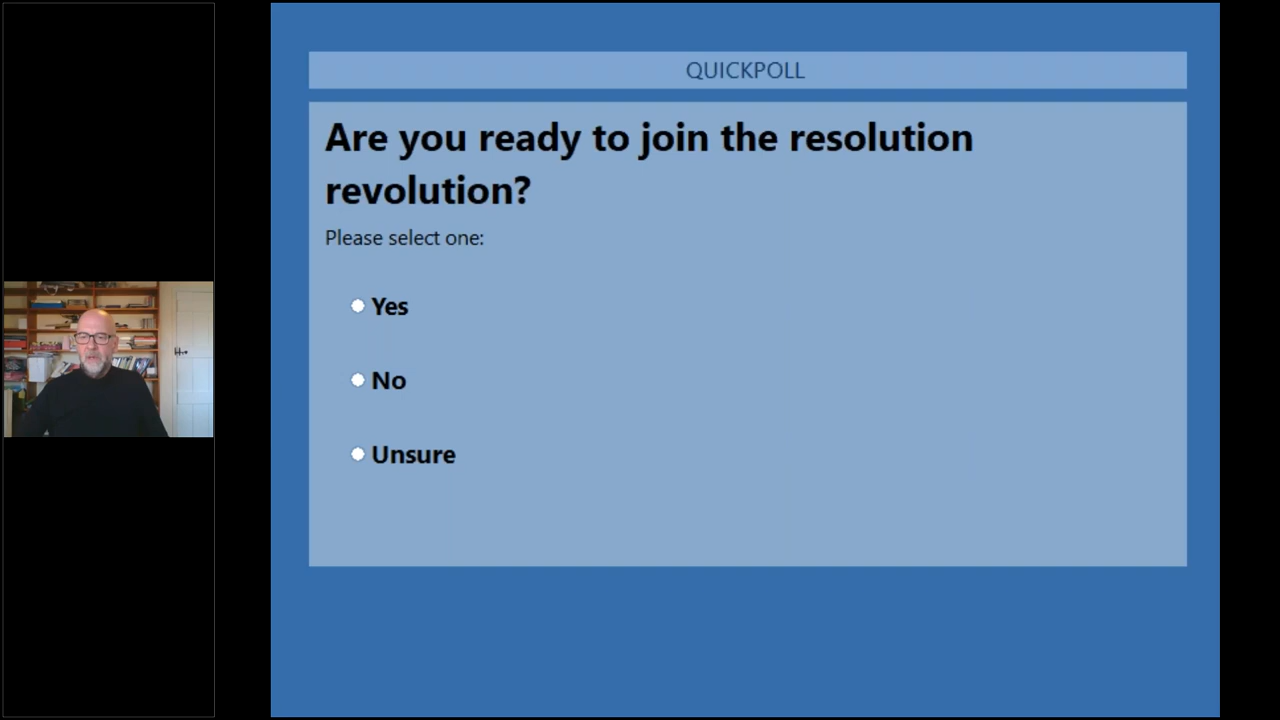 QUICKPOLL
Are you ready to join the resolution
revolution?
Please select one:
Yes
No
Unsure